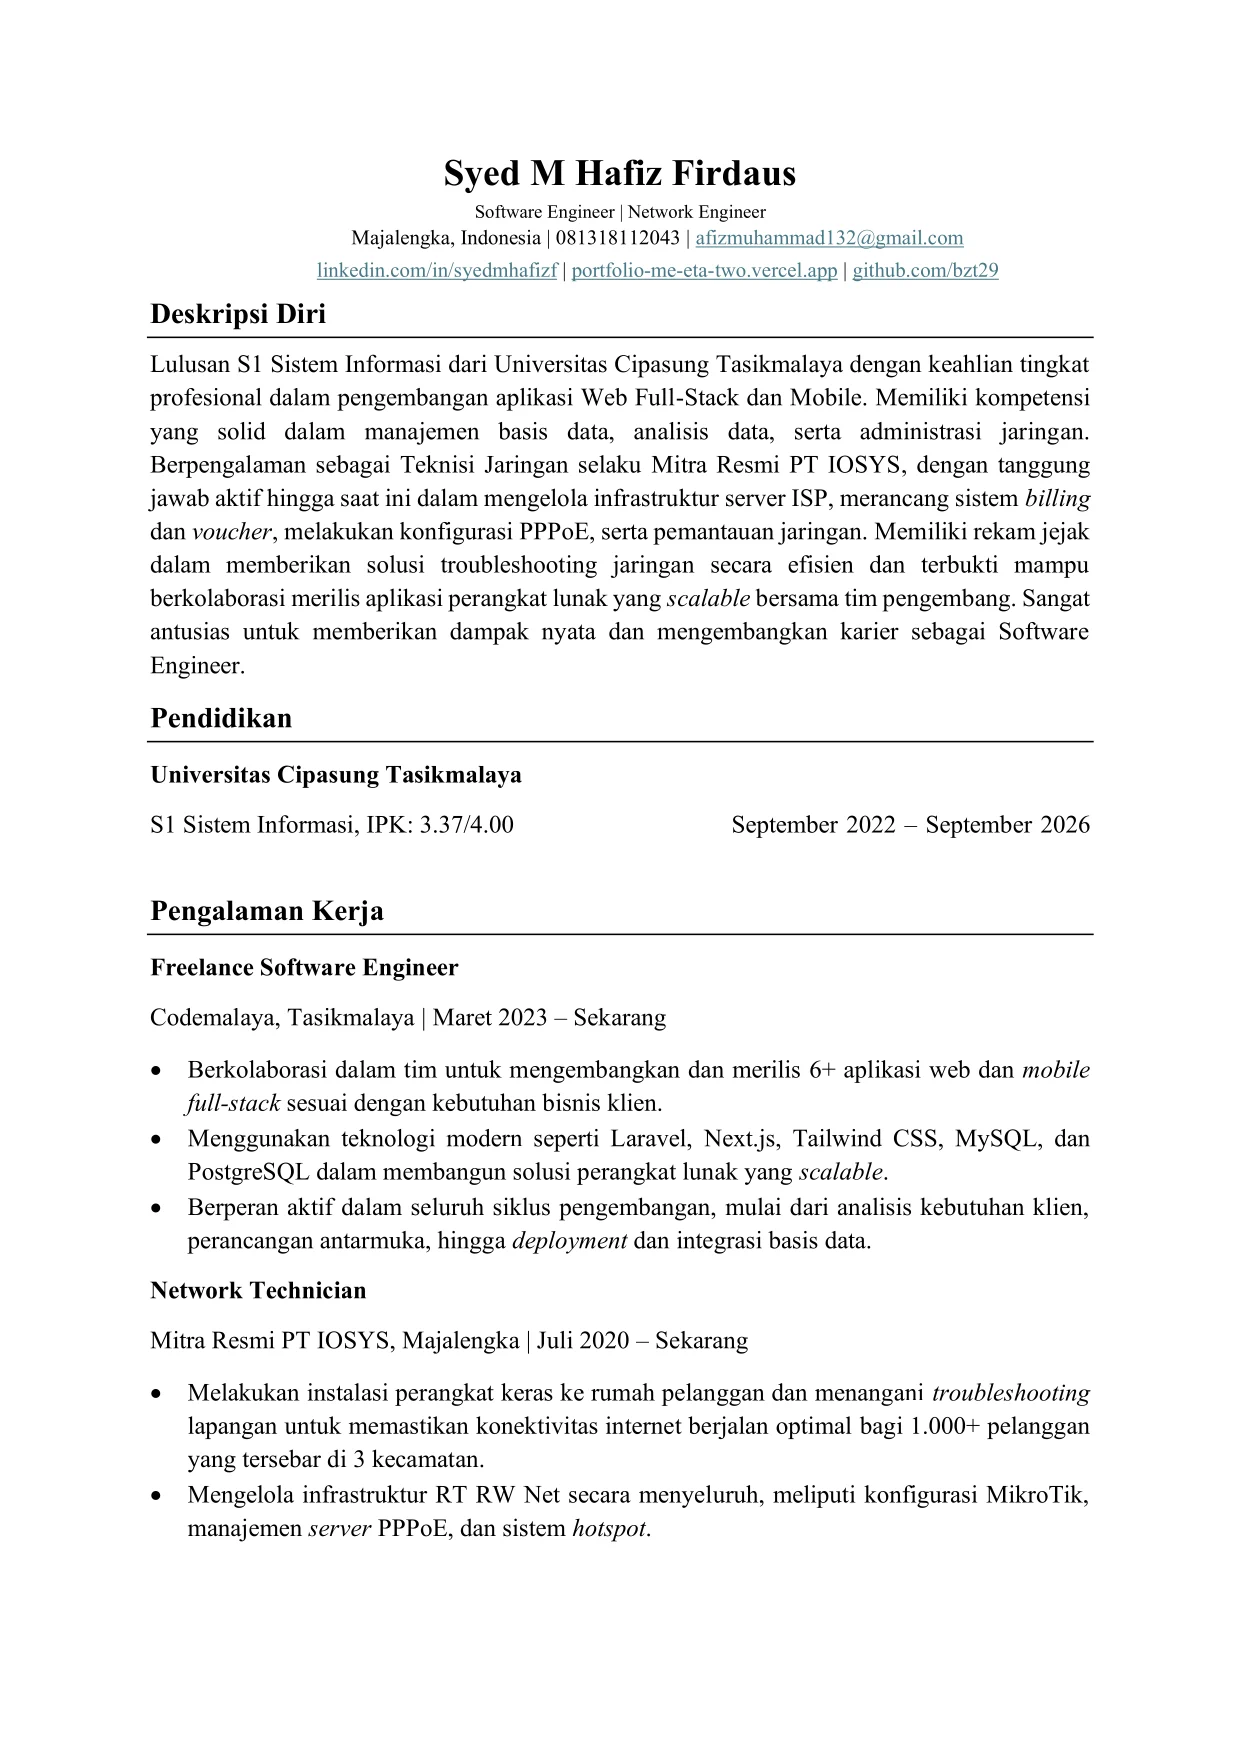 Syed M Hafiz Firdaus
Software Engineer | Network Engineer
Majalengka, Indonesia | 081318112043 | afizmuhammad132@gmail.com
linkedin.com/in/syedmhafizf | portfolio-me-eta-two.vercel.app | github.com/bzt29
Deskripsi Diri
Lulusan S1 Sistem Informasi dari Universitas Cipasung Tasikmalaya dengan keahlian tingkat
profesional dalam pengembangan aplikasi Web Full-Stack dan Mobile. Memiliki kompetensi
yang solid dalam manajemen basis data, analisis data, serta administrasi jaringan.
Berpengalaman sebagai Teknisi Jaringan selaku Mitra Resmi PT IOSYS, dengan tanggung
jawab aktif hingga saat ini dalam mengelola infrastruktur server ISP, merancang sistem billing
dan voucher, melakukan konfigurasi PPPoE, serta pemantauan jaringan. Memiliki rekam jejak
dalam memberikan solusi troubleshooting jaringan secara efisien dan terbukti mampu
berkolaborasi merilis aplikasi perangkat lunak yang scalable bersama tim pengembang. Sangat
antusias untuk memberikan dampak nyata dan mengembangkan karier sebagai Software
Engineer.
Pendidikan
Universitas Cipasung Tasikmalaya
S1 Sistem Informasi, IPK: 3.37/4.00 September 2022 – September 2026
Pengalaman Kerja
Freelance Software Engineer
Codemalaya, Tasikmalaya | Maret 2023 – Sekarang
• Berkolaborasi dalam tim untuk mengembangkan dan merilis 6+ aplikasi web dan mobile
full-stack sesuai dengan kebutuhan bisnis klien.
• Menggunakan teknologi modern seperti Laravel, Next.js, Tailwind CSS, MySQL, dan
PostgreSQL dalam membangun solusi perangkat lunak yang scalable.
• Berperan aktif dalam seluruh siklus pengembangan, mulai dari analisis kebutuhan klien,
perancangan antarmuka, hingga deployment dan integrasi basis data.
Network Technician
Mitra Resmi PT IOSYS, Majalengka | Juli 2020 – Sekarang
• Melakukan instalasi perangkat keras ke rumah pelanggan dan menangani troubleshooting
lapangan untuk memastikan konektivitas internet berjalan optimal bagi 1.000+ pelanggan
yang tersebar di 3 kecamatan.
• Mengelola infrastruktur RT RW Net secara menyeluruh, meliputi konfigurasi MikroTik,
manajemen server PPPoE, dan sistem hotspot.